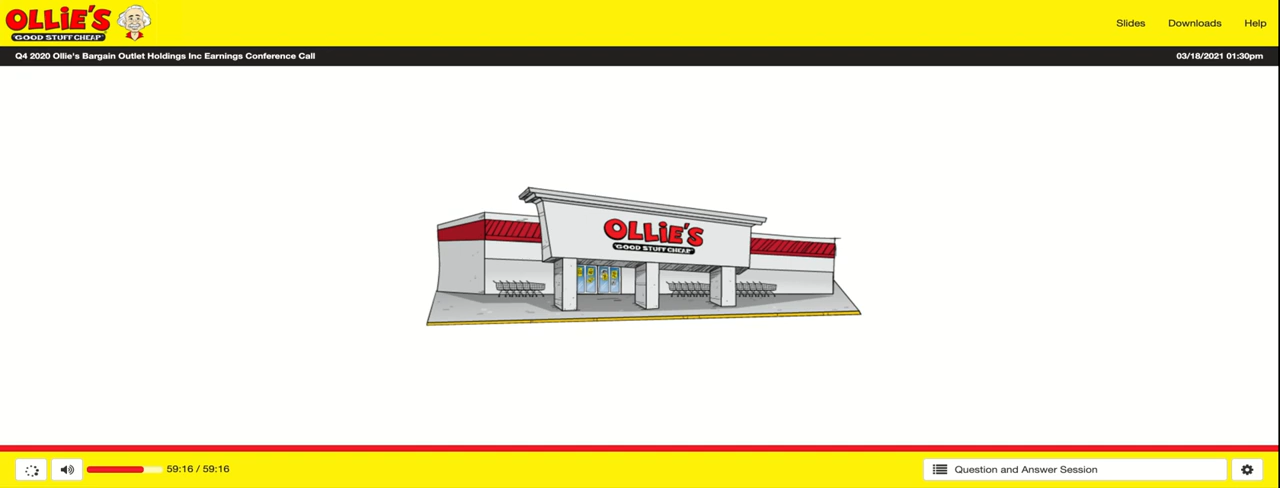 OLLiE'S
GOOD STUFF CHEAP
Slides
Downloads
Help
Q4 2020 Ollie's Bargain Outlet Holdings Inc Earnings Conference Call
03/18/2021 01:30pm
OLLiE'S
"GOOD STUFF CHEAP"
59:16 / 59:16
Question and Answer Session